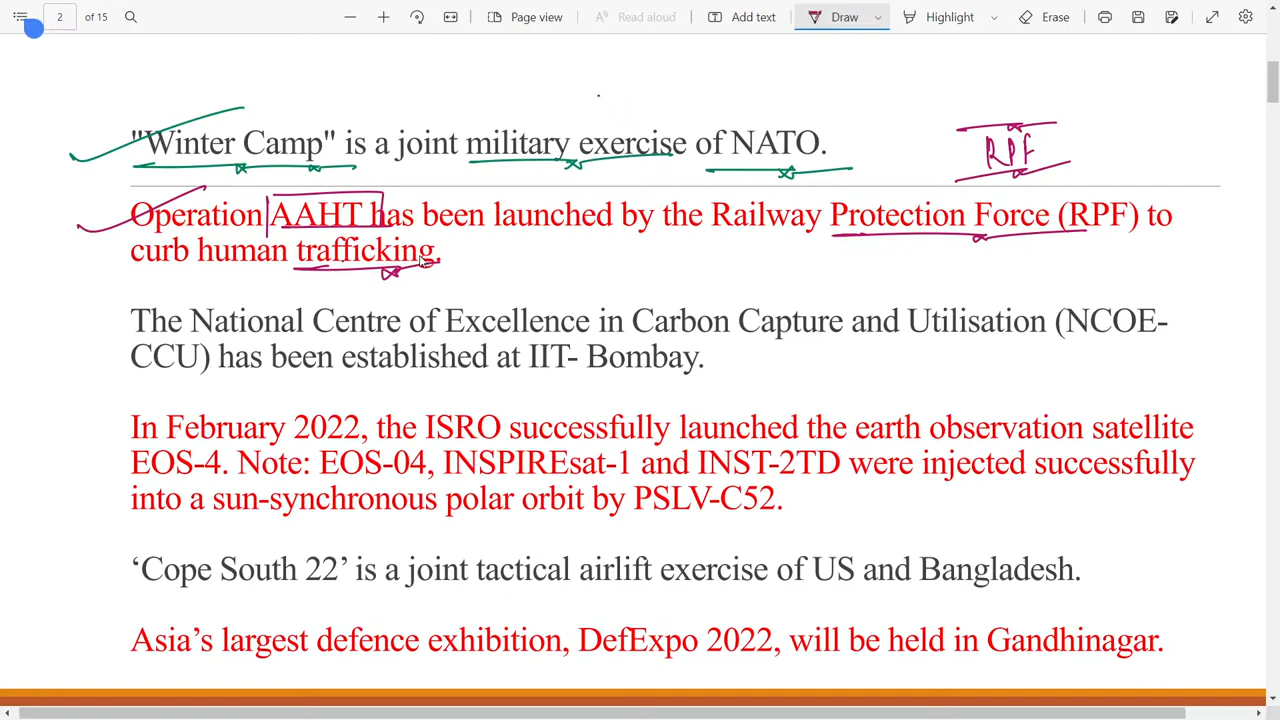 2 of 15 Page view Read aloud Add text Draw Highlight Erase
"Winter Camp" is a joint military exercise of NATO.
RPF
Operation AAHT has been launched by the Railway Protection Force (RPF) to
curb human trafficking.
The National Centre of Excellence in Carbon Capture and Utilisation (NCOE-
CCU) has been established at IIT- Bombay.
In February 2022, the ISRO successfully launched the earth observation satellite
EOS-4. Note: EOS-04, INSPIREsat-1 and INST-2TD were injected successfully
into a sun-synchronous polar orbit by PSLV-C52.
‘Cope South 22’ is a joint tactical airlift exercise of US and Bangladesh.
Asia’s largest defence exhibition, DefExpo 2022, will be held in Gandhinagar.